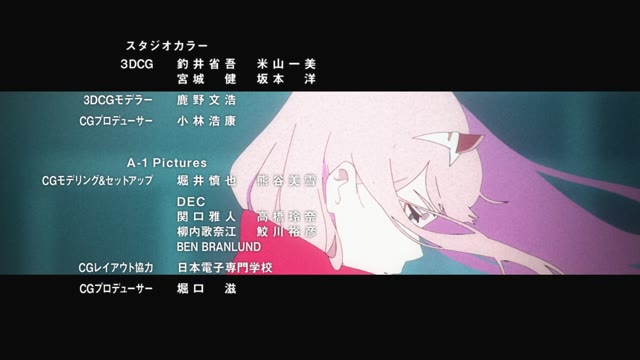 スタジオカラー
3DCG 釣井省吾 米山一美
宮城 健 坂本 洋
3DCGモデラー 鹿野文浩
CGプロデューサー 小林浩康
A-1 Pictures
CGモデリング&セットアップ 堀井慎也 熊谷美雪
DEC
関口雅人 高橋玲奈
柳内歌奈江 鮫川裕彦
BEN BRANLUND
CGレイアウト協力 日本電子専門学校
CGプロデューサー 堀口 滋